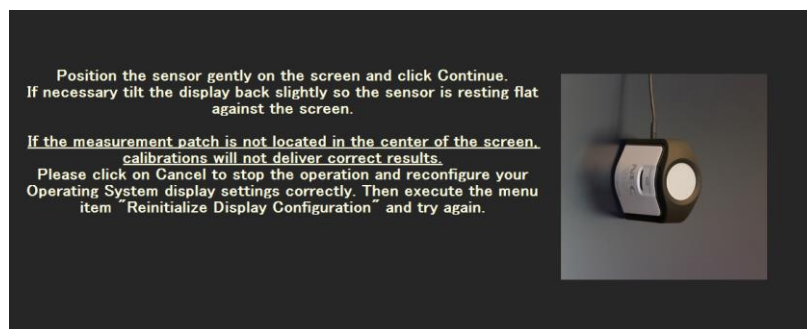 Position the sensor gently on the screen and click Continue.
If necessary tilt the display back slightly so the sensor is resting flat
against the screen.
If the measurement patch is not located in the center of the screen,
calibrations will not deliver correct results.
Please click on Cancel to stop the operation and reconfigure your
Operating System display settings correctly. Then execute the menu
item "Reinitialize Display Configuration" and try again.